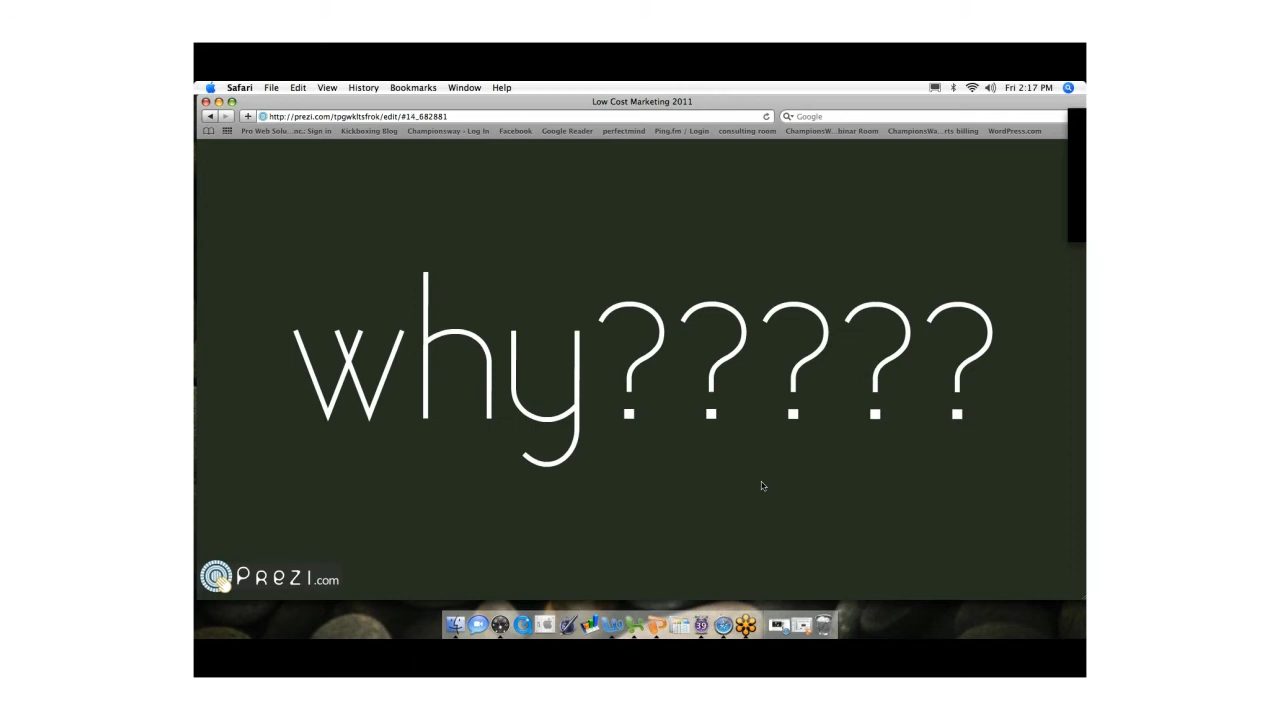 Safari File Edit View History Bookmarks Window Help Fri 2:17 PM
Low Cost Marketing 2011
http://prezi.com/tpgwkltsfrok/edit/#14_682881 Google
Pro Web Solu...nc.: Sign in Kickboxing Blog Championsway › Log In Facebook Google Reader perfectmind Ping.fm / Login consulting room ChampionsW...binar Room ChampionsWa...rts billing WordPress.com
why?????
Prezi.com
39